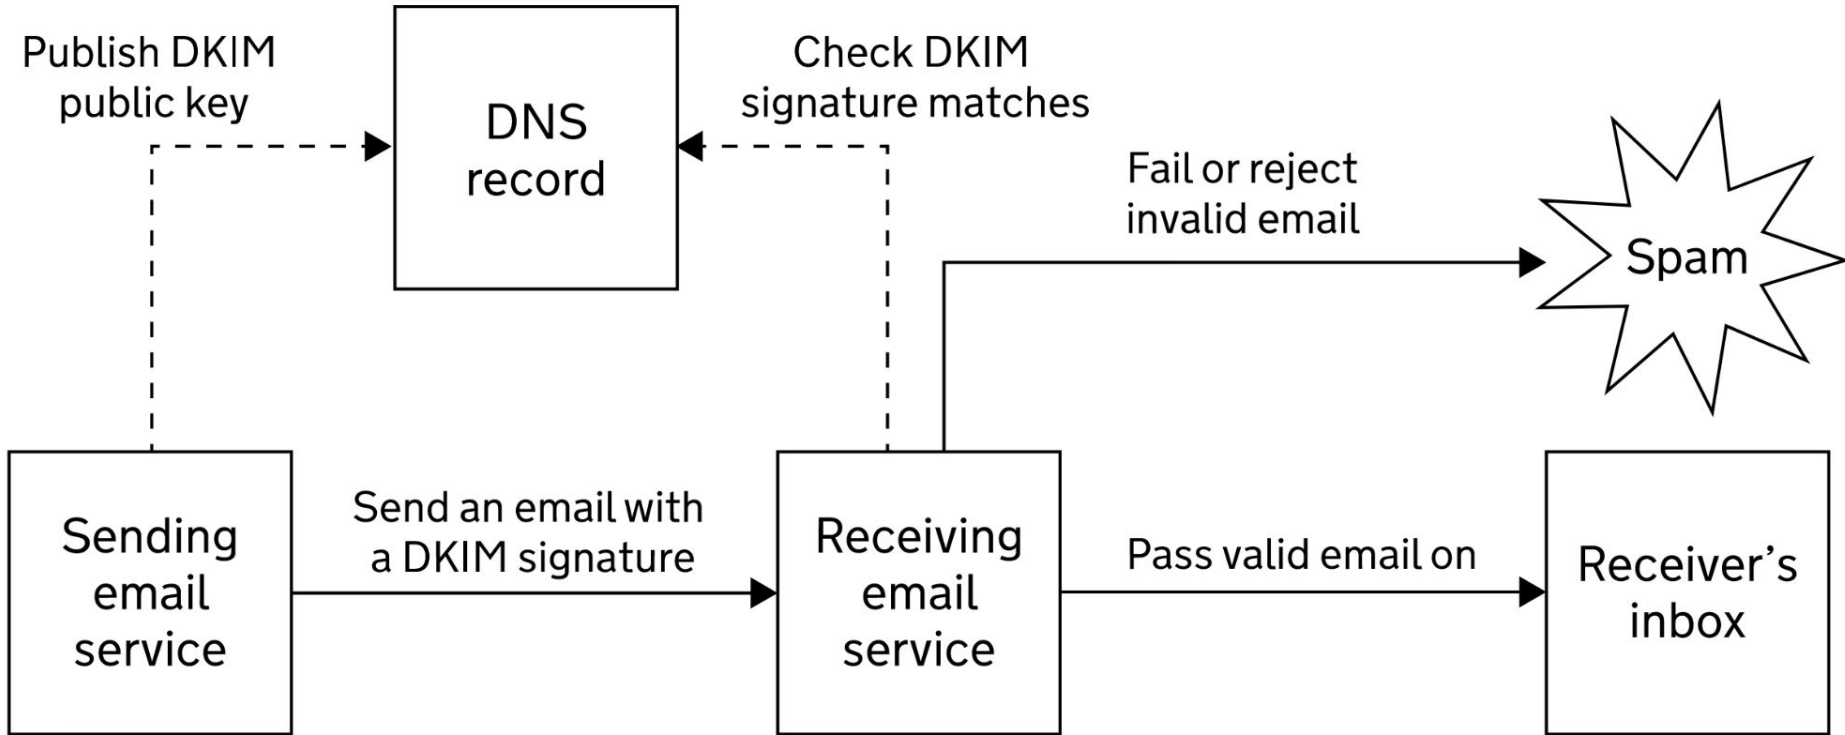 Publish DKIM
public key
DNS
record
Check DKIM
signature matches
Fail or reject
invalid email
Spam
Sending
email
service
Send an email with
a DKIM signature
Receiving
email
service
Pass valid email on
Receiver’s
inbox